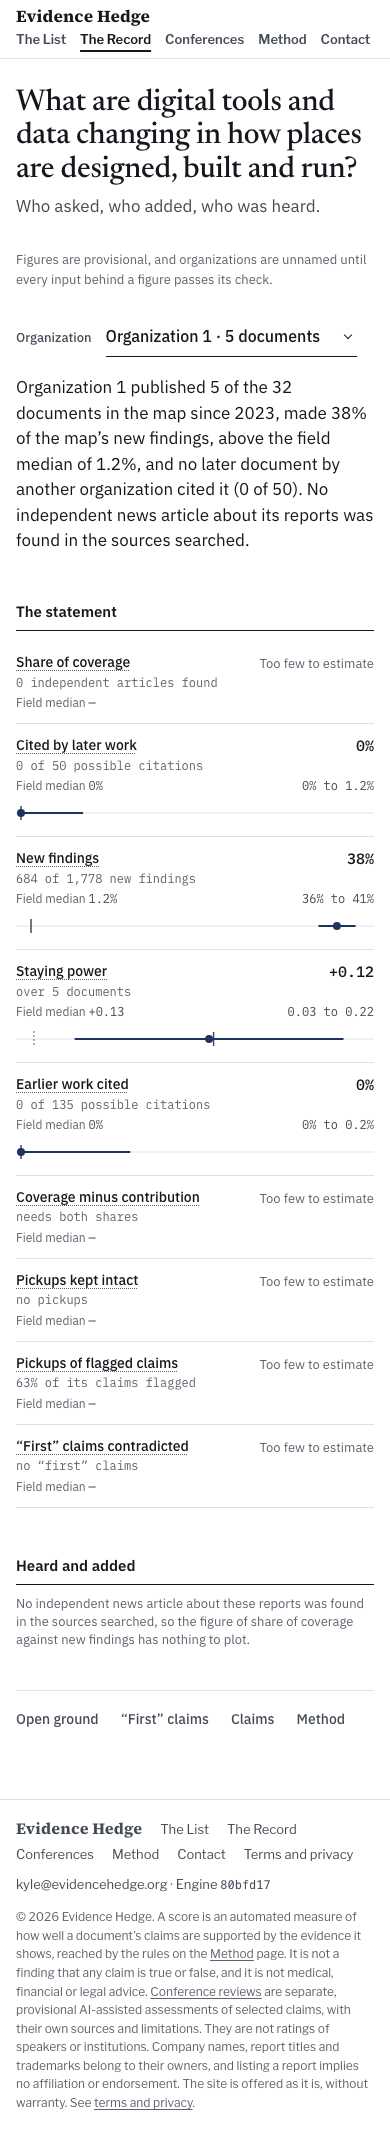 Evidence Hedge
The List The Record Conferences Method Contact
What are digital tools and
data changing in how places
are designed, built and run?
Who asked, who added, who was heard.
Figures are provisional, and organizations are unnamed until
every input behind a figure passes its check.
Organization Organization 1 · 5 documents
Organization 1 published 5 of the 32
documents in the map since 2023, made 38%
of the map’s new findings, above the field
median of 1.2%, and no later document by
another organization cited it (0 of 50). No
independent news article about its reports was
found in the sources searched.
The statement
Share of coverage Too few to estimate
0 independent articles found
Field median —
Cited by later work 0%
0 of 50 possible citations
Field median 0% 0% to 1.2%
New findings 38%
684 of 1,778 new findings
Field median 1.2% 36% to 41%
Staying power +0.12
over 5 documents
Field median +0.13 0.03 to 0.22
Earlier work cited 0%
0 of 135 possible citations
Field median 0% 0% to 0.2%
Coverage minus contribution Too few to estimate
needs both shares
Field median —
Pickups kept intact Too few to estimate
no pickups
Field median —
Pickups of flagged claims Too few to estimate
63% of its claims flagged
Field median —
“First” claims contradicted Too few to estimate
no “first” claims
Field median —
Heard and added
No independent news article about these reports was found
in the sources searched, so the figure of share of coverage
against new findings has nothing to plot.
Open ground “First” claims Claims Method
Evidence Hedge The List The Record
Conferences Method Contact Terms and privacy
kyle@evidencehedge.org · Engine 80bfd17
© 2026 Evidence Hedge. A score is an automated measure of
how well a document’s claims are supported by the evidence it
shows, reached by the rules on the Method page. It is not a
finding that any claim is true or false, and it is not medical,
financial or legal advice. Conference reviews are separate,
provisional AI-assisted assessments of selected claims, with
their own sources and limitations. They are not ratings of
speakers or institutions. Company names, report titles and
trademarks belong to their owners, and listing a report implies
no affiliation or endorsement. The site is offered as it is, without
warranty. See terms and privacy.